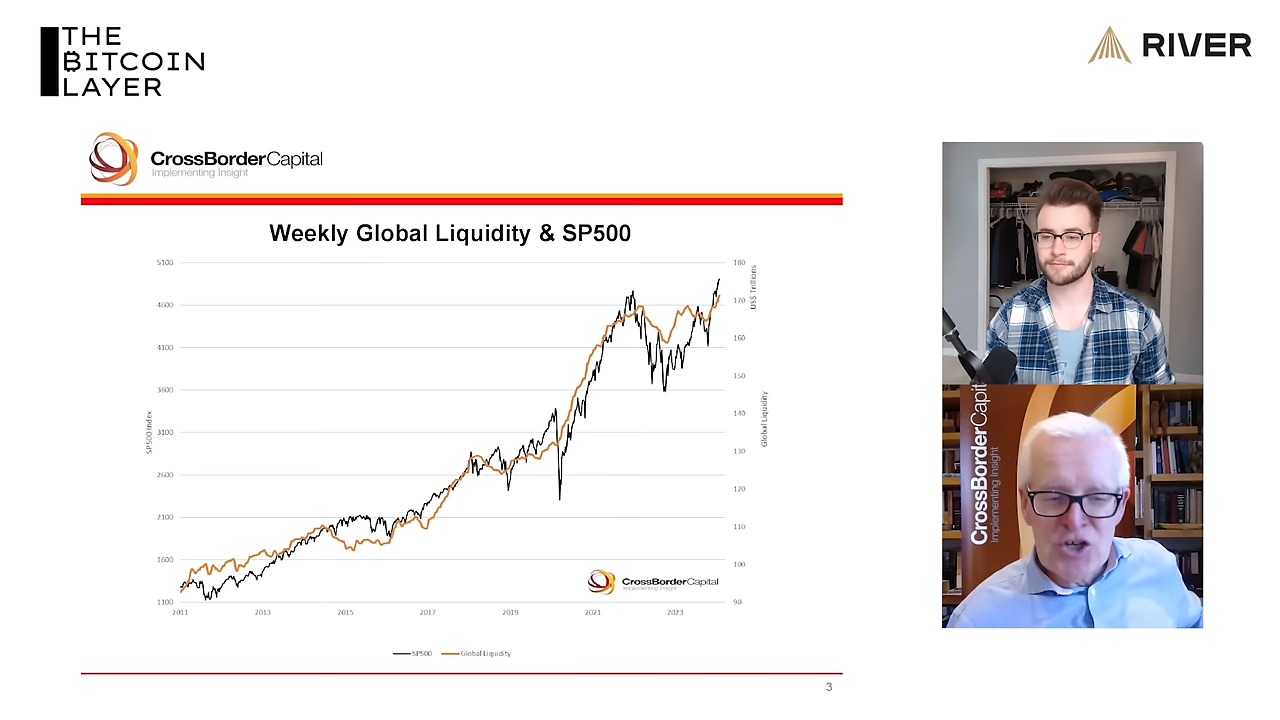 THE
BITCOIN
LAYER
RIVER
CrossBorderCapital
Implementing Insight
Weekly Global Liquidity & SP500
5100
4600
4100
3600
3100
2600
2100
1600
1100
SP500 Index
180
170
160
150
140
130
120
110
100
90
US$ Trillions
Global Liquidity
2011
2013
2015
2017
2019
2021
2023
CrossBorderCapital
Implementing Insight
SP500
Global Liquidity
3
CrossBorderCapit
Implementing Insight